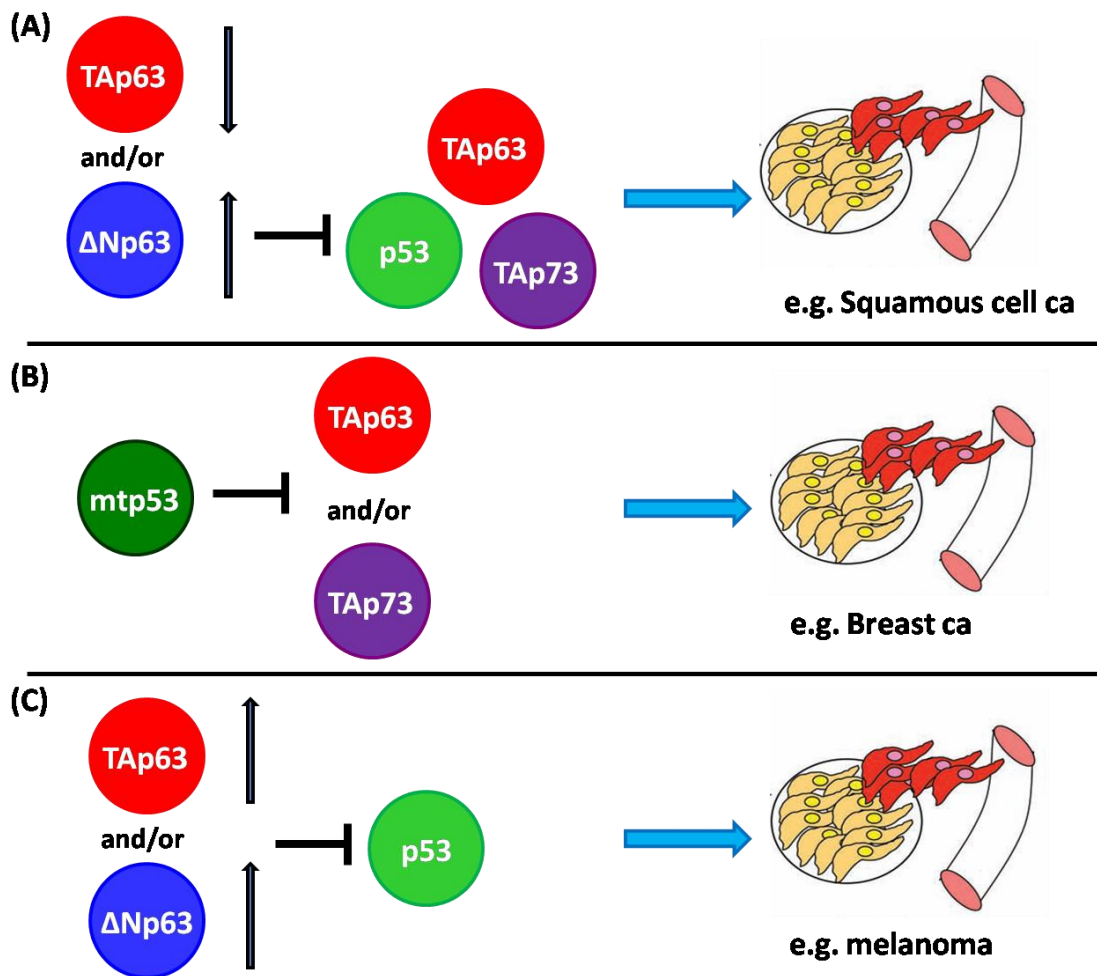 (A)
TAp63
and/or
ΔNp63
TAp63
p53
TAp73
e.g. Squamous cell ca
(B)
mtp53
TAp63
and/or
TAp73
e.g. Breast ca
(C)
TAp63
and/or
ΔNp63
p53
e.g. melanoma